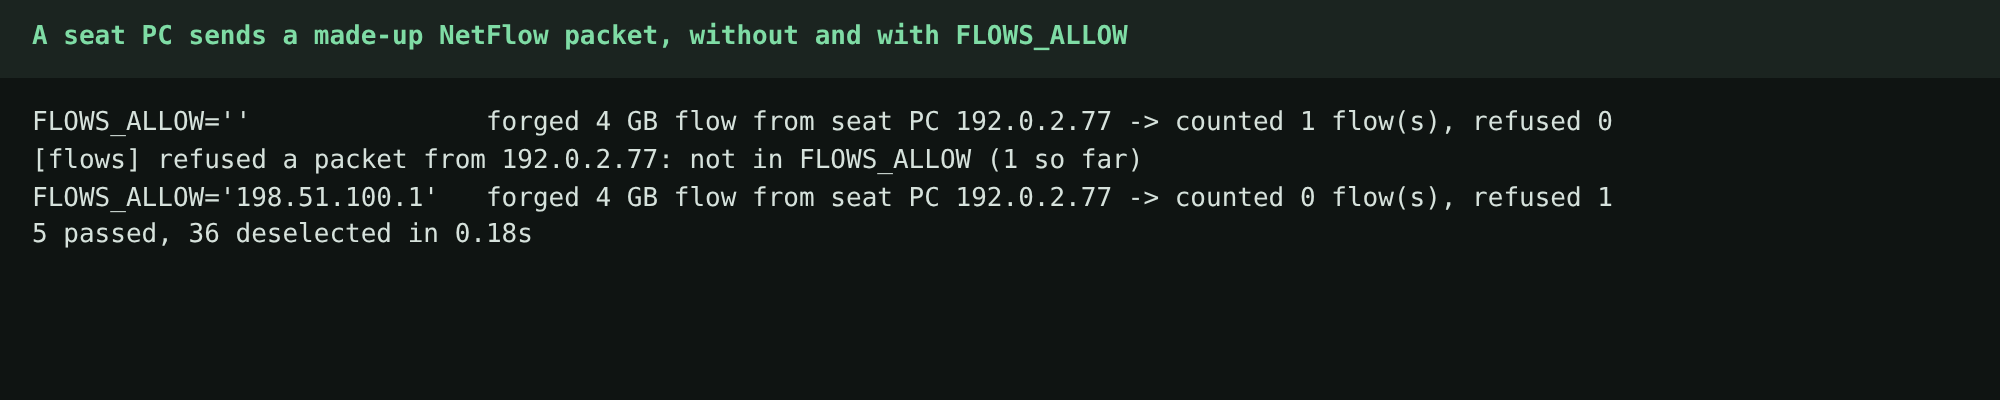 A seat PC sends a made-up NetFlow packet, without and with FLOWS_ALLOW
FLOWS_ALLOW=''               forged 4 GB flow from seat PC 192.0.2.77 -> counted 1 flow(s), refused 0
[flows] refused a packet from 192.0.2.77: not in FLOWS_ALLOW (1 so far)
FLOWS_ALLOW='198.51.100.1'   forged 4 GB flow from seat PC 192.0.2.77 -> counted 0 flow(s), refused 1
5 passed, 36 deselected in 0.18s